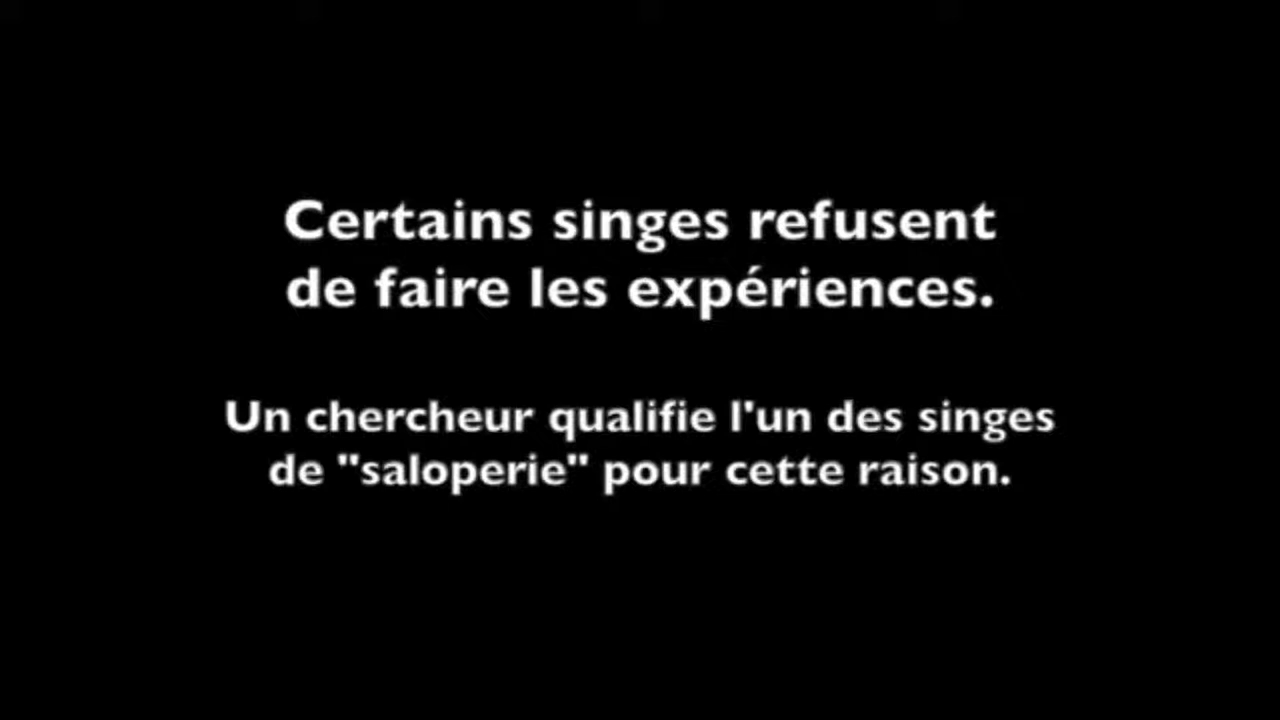 Certains singes refusent
de faire les expériences.
Un chercheur qualifie l'un des singes
de "saloperie" pour cette raison.